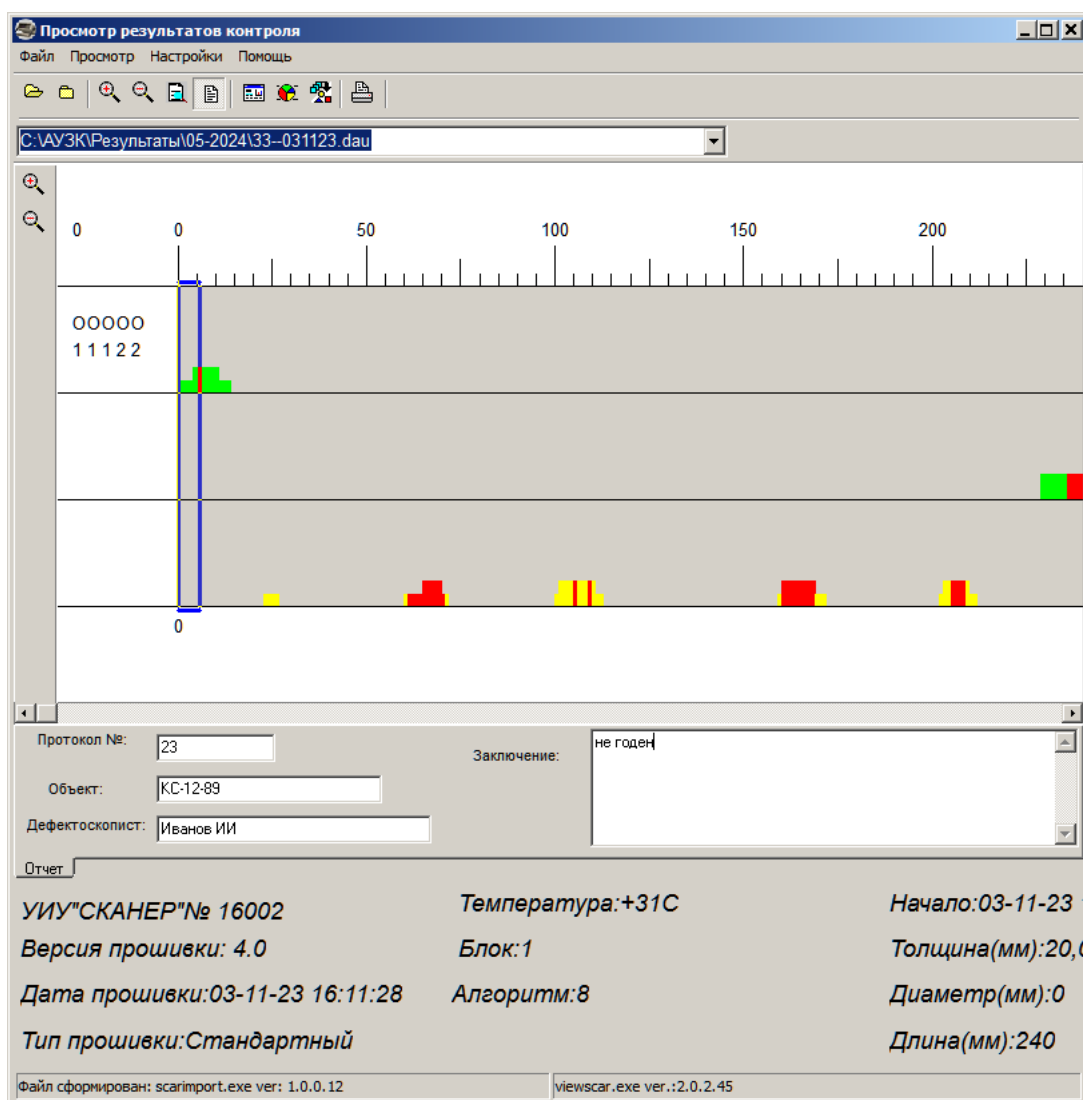 Просмотр результатов контроля
Файл Просмотр Настройки Помощь
C:\АУЗК\Результаты\05-2024\33--031123.dau
0 0 50 100 150 200
OOOOO
1 1 1 2 2
0
Протокол №: 23
Заключение: не годен
Объект: КС-12-89
Дефектоскопист: Иванов ИИ
Отчет
УИУ"СКАНЕР"№ 16002 Температура:+31С Начало:03-11-23
Версия прошивки: 4.0 Блок:1 Толщина(мм):20,
Дата прошивки:03-11-23 16:11:28 Алгоритм:8 Диаметр(мм):0
Тип прошивки:Стандартный Длина(мм):240
Файл сформирован: scarimport.exe ver: 1.0.0.12 viewscar.exe ver.:2.0.2.45